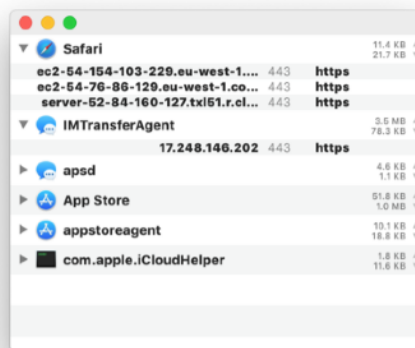 Safari 11.4 KB
21.7 KB
ec2-54-154-103-229.eu-west-1.... 443 https
ec2-54-76-86-129.eu-west-1.co... 443 https
server-52-84-160-127.txl51.r.cl... 443 https
IMTransferAgent 3.5 MB
78.3 KB
17.248.146.202 443 https
apsd 4.6 KB
1.1 KB
App Store 51.8 KB
1.0 MB
appstoreagent 10.1 KB
18.8 KB
com.apple.iCloudHelper 1.8 KB
11.6 KB